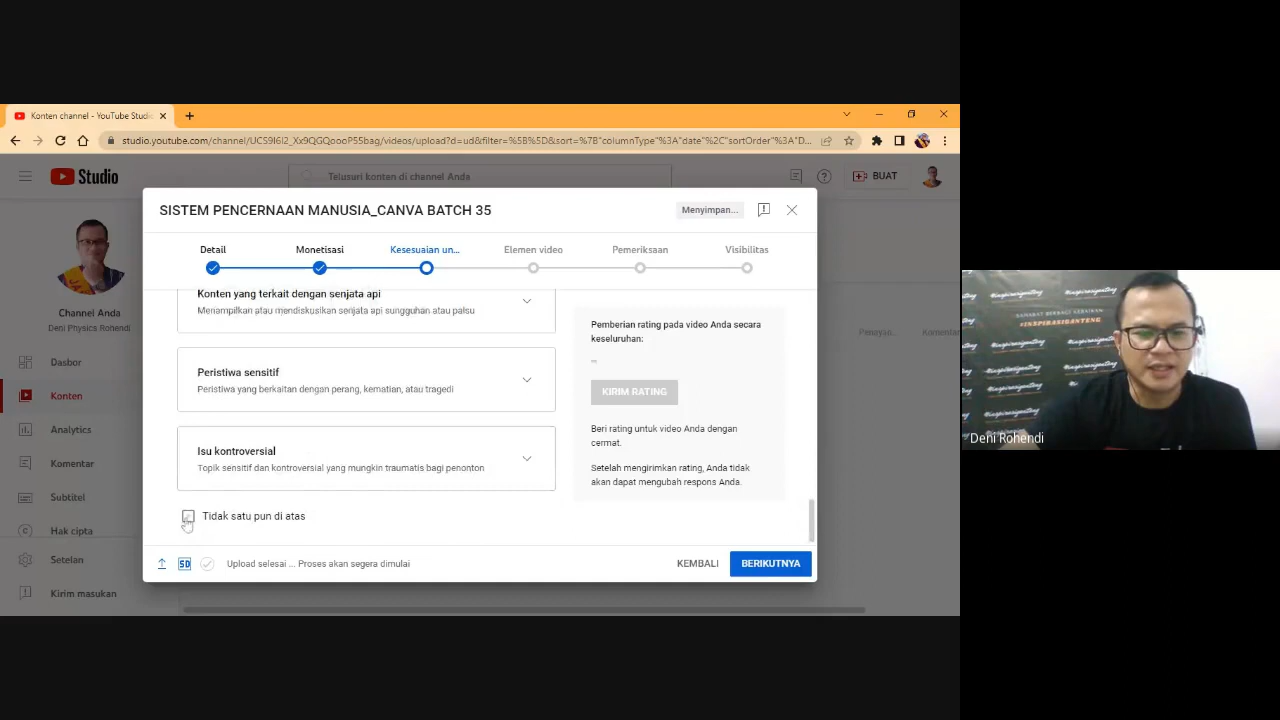 Konten channel - YouTube Studi
studio.youtube.com/channel/UCS9I6I2_Xx9QGQoooP55bag/videos/upload?d=ud&filter=%5B%5D&sort=%7B"columnType"%3A"date"%2C"sortOrder"%3A"D...
Studio
Telusuri konten di channel Anda
BUAT
SISTEM PENCERNAAN MANUSIA_CANVA BATCH 35
Menyimpan...
Detail
Monetisasi
Kesesuaian un...
Elemen video
Pemeriksaan
Visibilitas
Channel Anda
Deni Physics Rohendi
Dasbor
Konten
Analytics
Komentar
Subtitel
Hak cipta
Setelan
Kirim masukan
Konten yang terkait dengan senjata api
Menampilkan atau mendiskusikan senjata api sungguhan atau palsu
Peristiwa sensitif
Peristiwa yang berkaitan dengan perang, kematian, atau tragedi
Isu kontroversial
Topik sensitif dan kontroversial yang mungkin traumatis bagi penonton
Tidak satu pun di atas
Pemberian rating pada video Anda secara
keseluruhan:
KIRIM RATING
Beri rating untuk video Anda dengan
cermat.
Setelah mengirimkan rating, Anda tidak
akan dapat mengubah respons Anda.
Penayu...
Komentar
SD
Upload selesai ... Proses akan segera dimulai
KEMBALI
BERIKUTNYA
#INSPIRASIGANTENG
Deni Rohendi